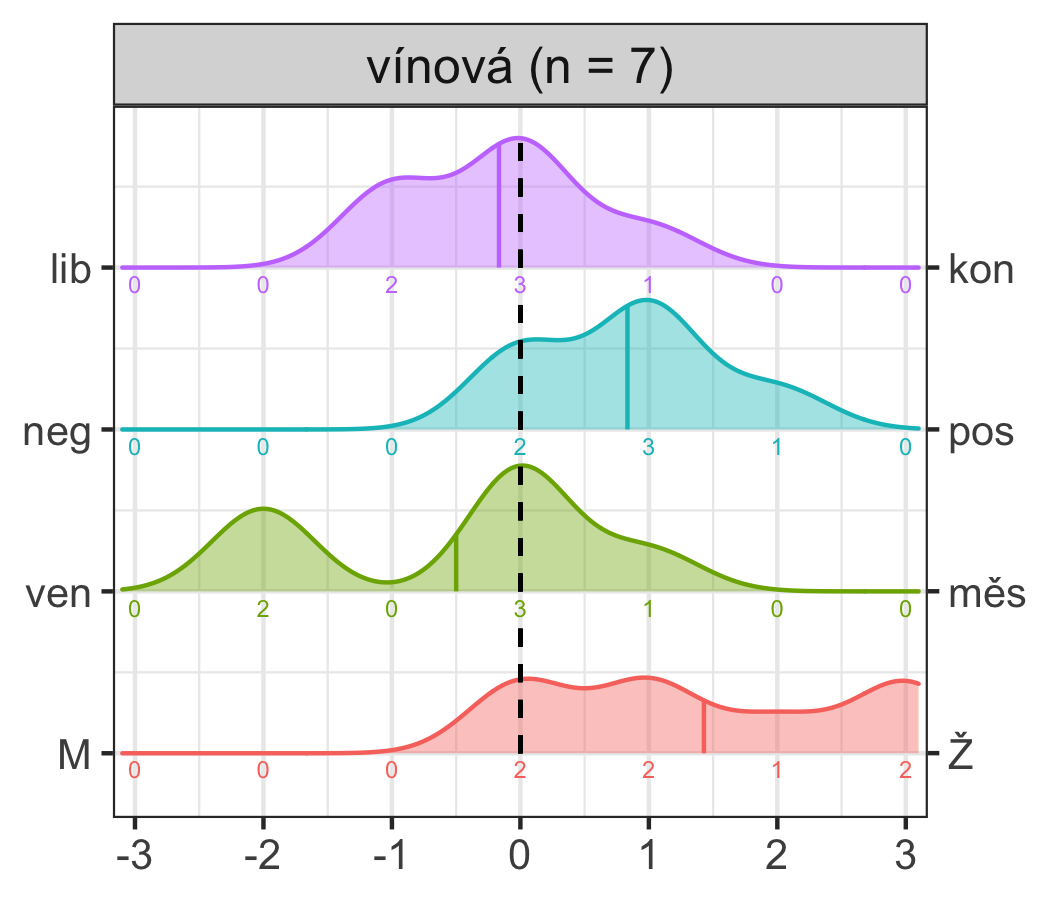 vínová (n = 7)
lib kon
0 0 2 3 1 0 0
neg pos
0 0 0 2 3 1 0
ven měs
0 2 0 3 1 0 0
M Ž
0 0 0 2 2 1 2
-3 -2 -1 0 1 2 3